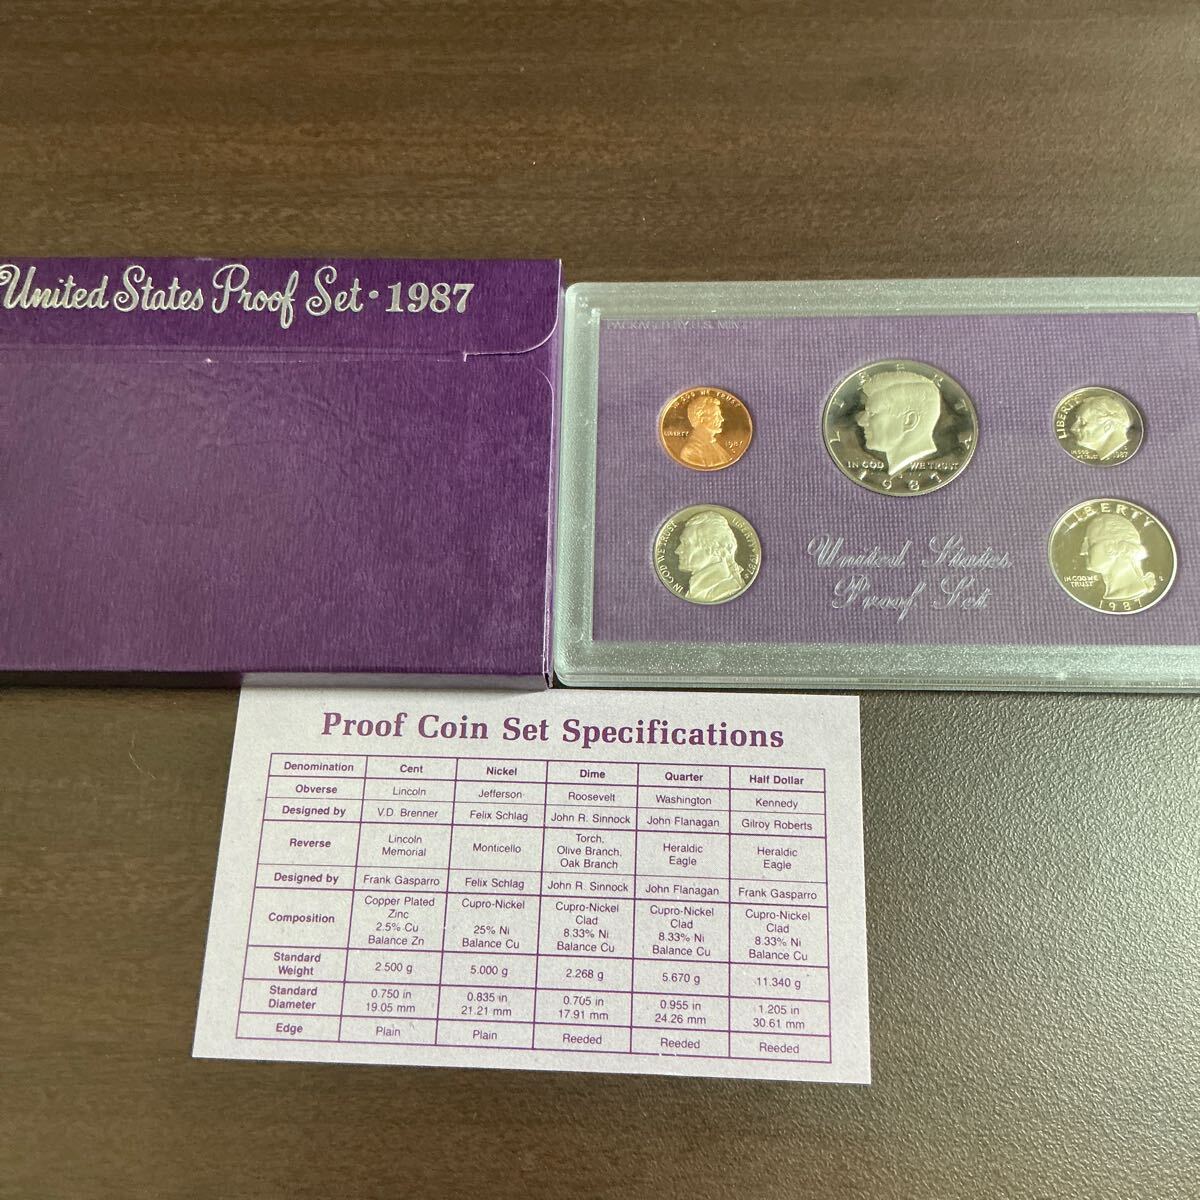 United States Proof Set · 1987
PACKAGED BY U.S. MINT
IN GOD WE TRUST
LIBERTY
1987
S
LIBERTY
IN GOD WE TRUST
1987
LIBERTY
IN GOD
WE TRUST
1987
IN GOD WE TRUST
LIBERTY · 1987
United States
Proof Set
LIBERTY
IN GOD WE
TRUST
S
1987
Proof Coin Set Specifications
Denomination Cent Nickel Dime Quarter Half Dollar
Obverse Lincoln Jefferson Roosevelt Washington Kennedy
Designed by V.D. Brenner Felix Schlag John R. Sinnock John Flanagan Gilroy Roberts
Reverse Lincoln Memorial Monticello Torch, Olive Branch, Oak Branch Heraldic Eagle Heraldic Eagle
Designed by Frank Gasparro Felix Schlag John R. Sinnock John Flanagan Frank Gasparro
Composition Copper Plated Zinc 2.5% Cu Balance Zn Cupro-Nickel 25% Ni Balance Cu Cupro-Nickel Clad 8.33% Ni Balance Cu Cupro-Nickel Clad 8.33% Ni Balance Cu Cupro-Nickel Clad 8.33% Ni Balance Cu
Standard Weight 2.500 g 5.000 g 2.268 g 5.670 g 11.340 g
Standard Diameter 0.750 in 19.05 mm 0.835 in 21.21 mm 0.705 in 17.91 mm 0.955 in 24.26 mm 1.205 in 30.61 mm
Edge Plain Plain Reeded Reeded Reeded